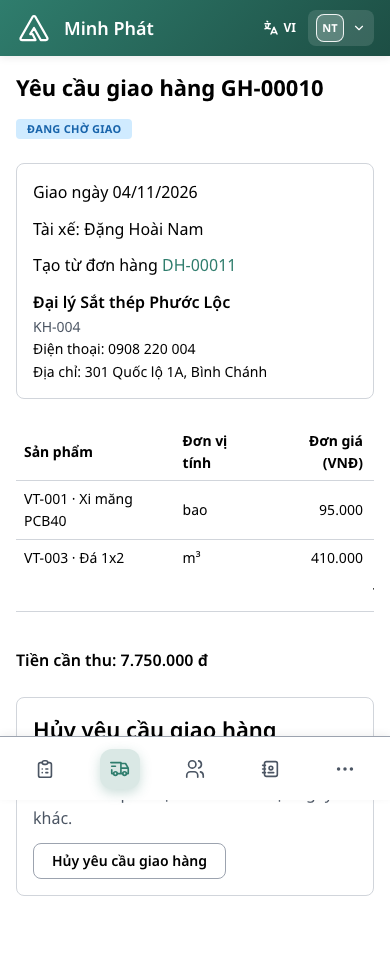 Minh Phát
VI
NT
Yêu cầu giao hàng GH-00010
ĐANG CHỜ GIAO
Giao ngày 04/11/2026
Tài xế: Đặng Hoài Nam
Tạo từ đơn hàng DH-00011
Đại lý Sắt thép Phước Lộc
KH-004
Điện thoại: 0908 220 004
Địa chỉ: 301 Quốc lộ 1A, Bình Chánh
Sản phẩm
Đơn vị
tính
Đơn giá
(VNĐ)
VT-001 · Xi măng
PCB40
bao
95.000
VT-003 · Đá 1x2
m³
410.000
Tiền cần thu: 7.750.000 đ
Hủy yêu cầu giao hàng
khác.
Hủy yêu cầu giao hàng